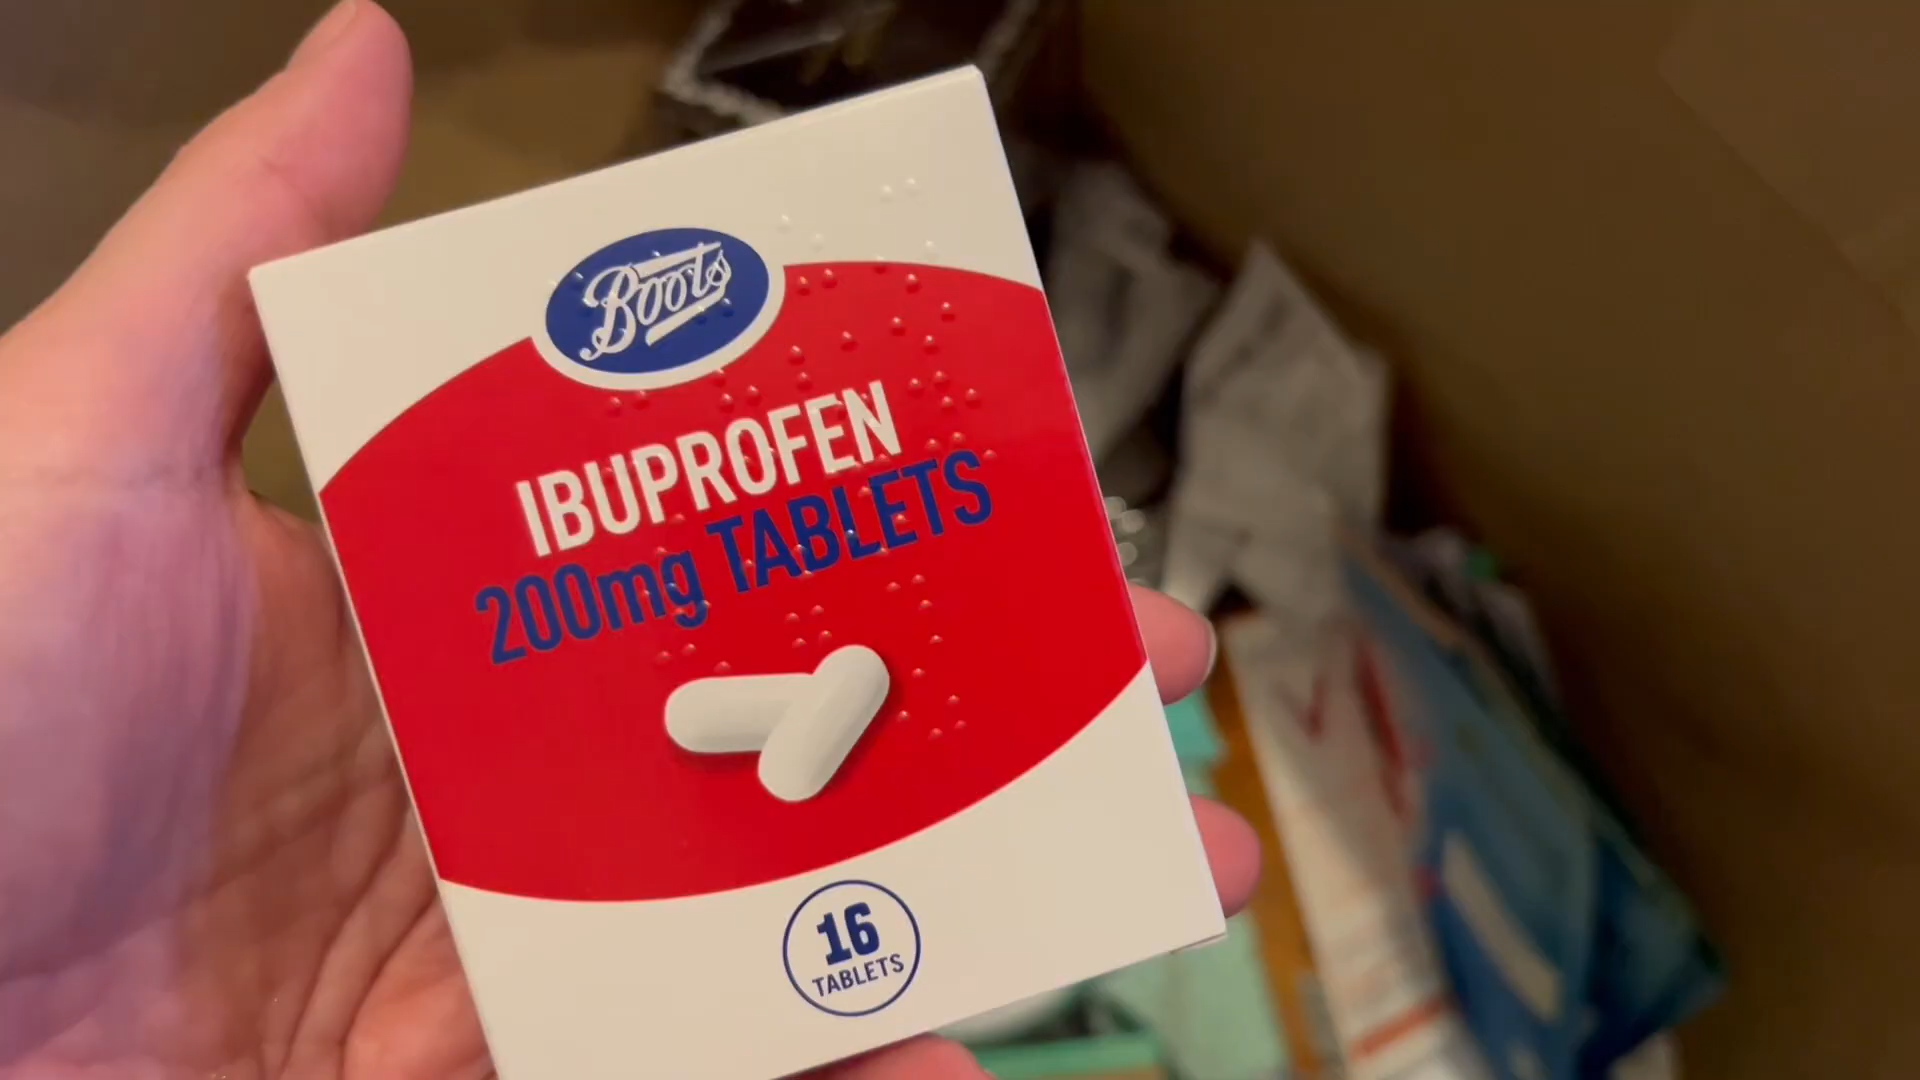 Boots
IBUPROFEN
200mg TABLETS
16
TABLETS